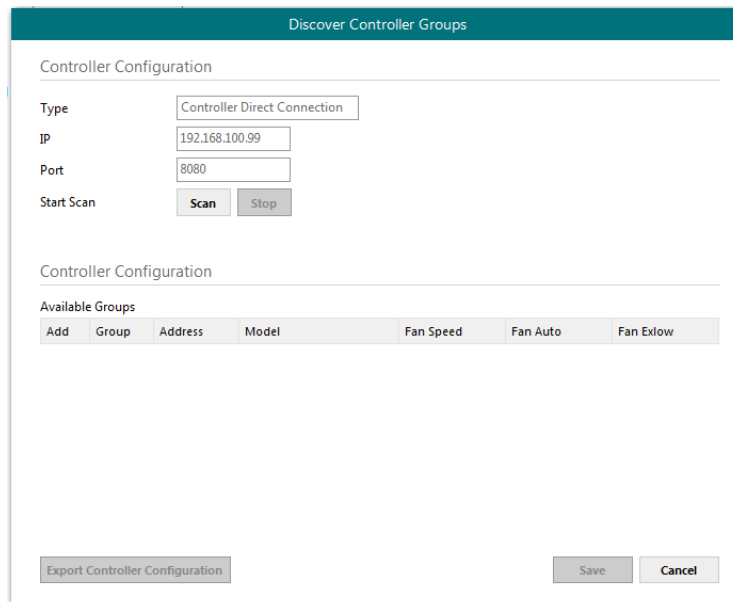 Discover Controller Groups
Controller Configuration
Type Controller Direct Connection
IP 192.168.100.99
Port 8080
Start Scan Scan Stop
Controller Configuration
Available Groups
Add Group Address Model Fan Speed Fan Auto Fan Exlow
Export Controller Configuration Save Cancel